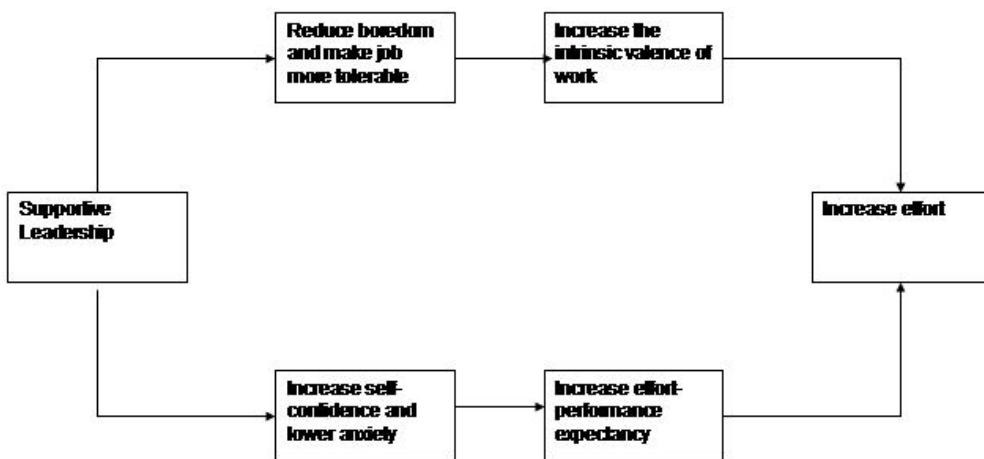 Reduce boredom
and make job
more tolerable
Increase the
intrinsic valence of
work
Supportive
Leadership
Increase effort
Increase self-
confidence and
lower anxiety
Increase effort-
performance
expectancy